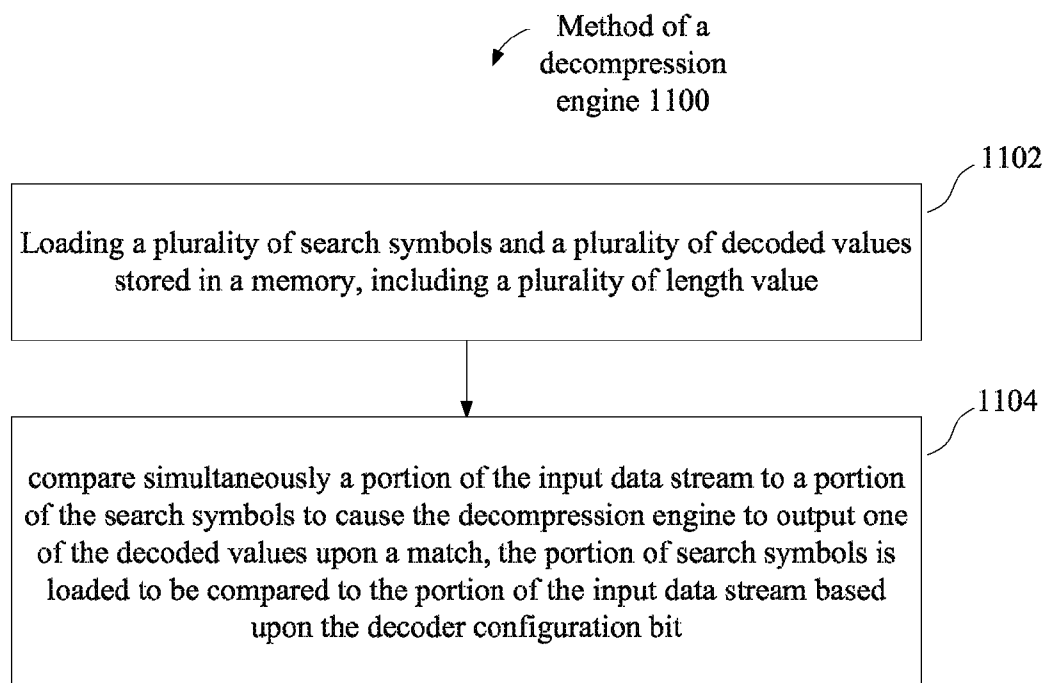 Method of a
decompression
engine 1100
1102
Loading a plurality of search symbols and a plurality of decoded values
stored in a memory, including a plurality of length value
1104
compare simultaneously a portion of the input data stream to a portion
of the search symbols to cause the decompression engine to output one
of the decoded values upon a match, the portion of search symbols is
loaded to be compared to the portion of the input data stream based
upon the decoder configuration bit